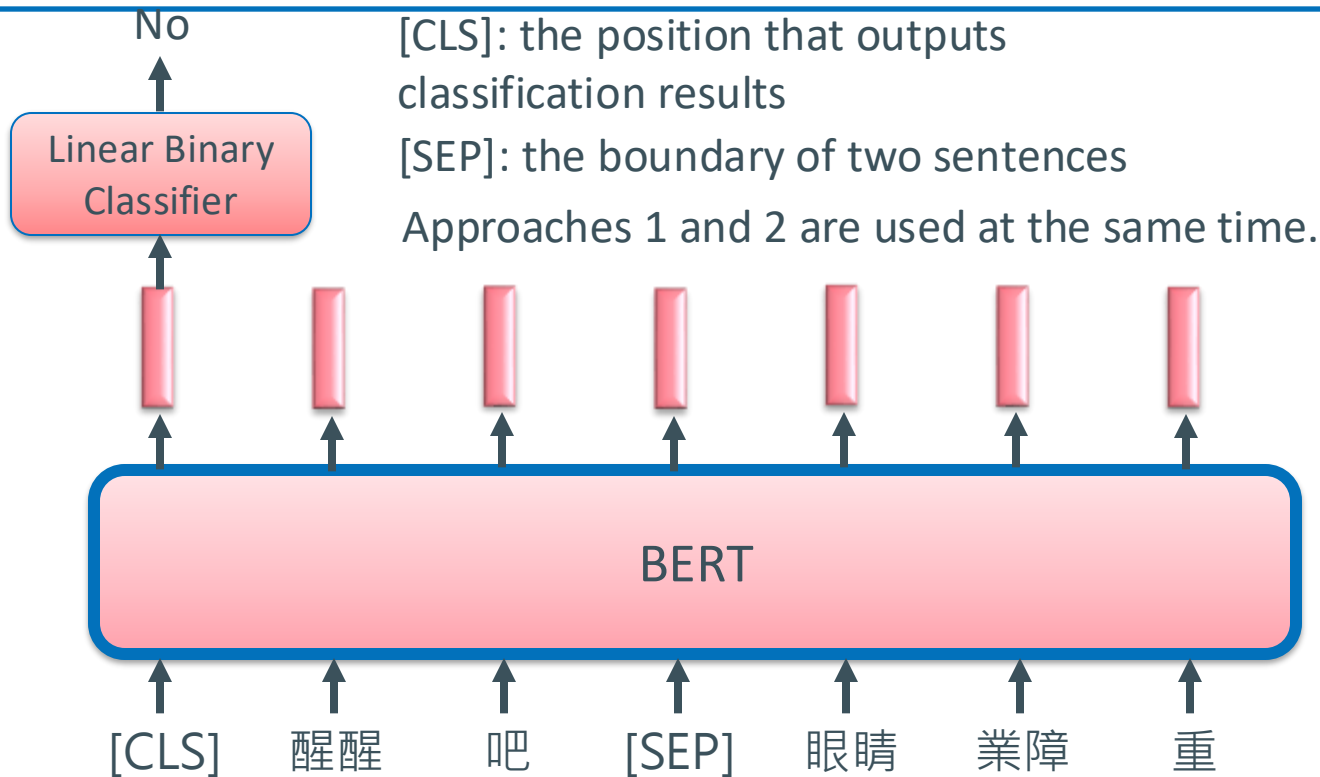 No
[CLS]: the position that outputs
classification results
Linear Binary
Classifier
[SEP]: the boundary of two sentences
Approaches 1 and 2 are used at the same time.
BERT
[CLS] 醒醒 吧 [SEP] 眼睛 業障 重